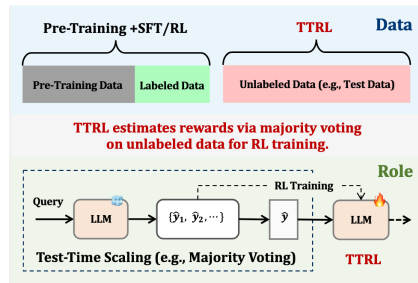 Pre-Training +SFT/RL
TTRL
Data
Pre-Training Data
Labeled Data
Unlabeled Data (e.g., Test Data)
TTRL estimates rewards via majority voting
on unlabeled data for RL training.
Role
RL Training
Query
LLM
{ŷ₁, ŷ₂, ⋯}
ŷ
LLM
Test-Time Scaling (e.g., Majority Voting)
TTRL